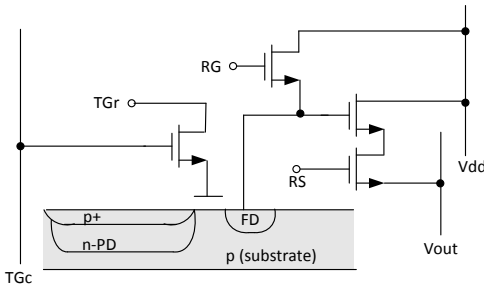 RG
TGr
RS
Vdd
p+
FD
n-PD
p (substrate)
Vout
TGc